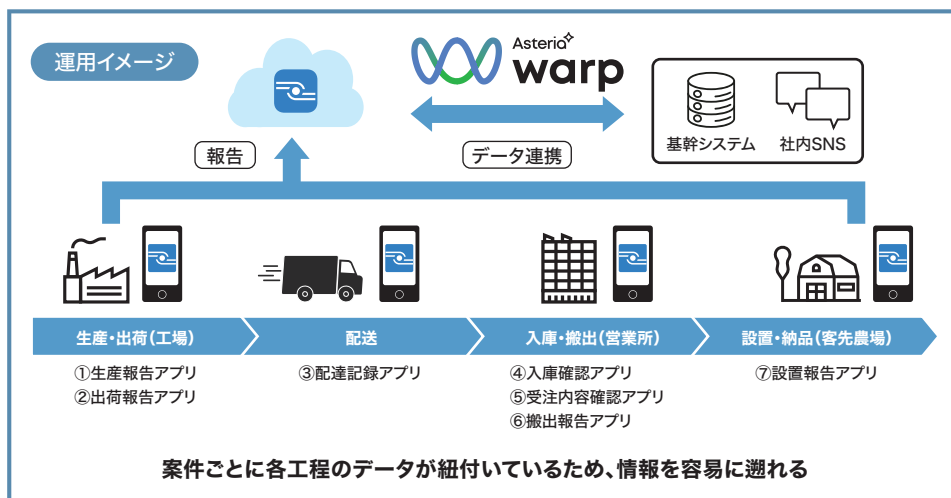 運用イメージ
Asteria
warp
基幹システム
社内SNS
報告
データ連携
生産・出荷(工場)
配送
入庫・搬出(営業所)
設置・納品(客先農場)
①生産報告アプリ
②出荷報告アプリ
③配達記録アプリ
④入庫確認アプリ
⑤受注内容確認アプリ
⑥搬出報告アプリ
⑦設置報告アプリ
案件ごとに各工程のデータが紐付いているため、情報を容易に遡れる